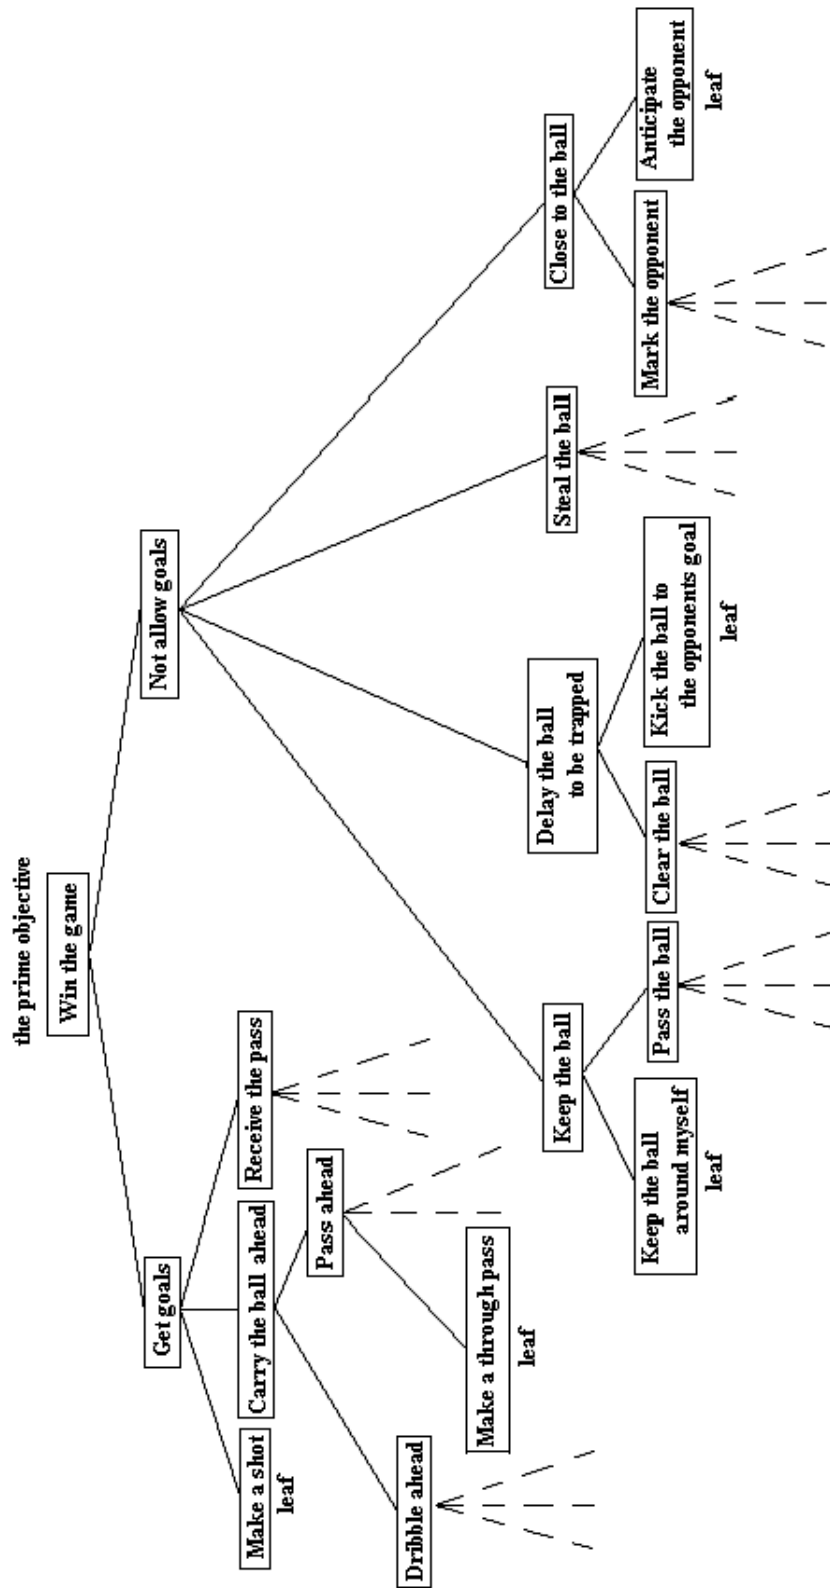 the prime objective
Win the game
Get goals
Not allow goals
Make a shot
leaf
Carry the ball ahead
Receive the pass
Dribble ahead
Pass ahead
Make a through pass
leaf
Keep the ball
Delay the ball
to be trapped
Steal the ball
Close to the ball
Keep the ball
around myself
leaf
Pass the ball
Clear the ball
Kick the ball to
the opponents goal
leaf
Mark the opponent
Anticipate
the opponent
leaf